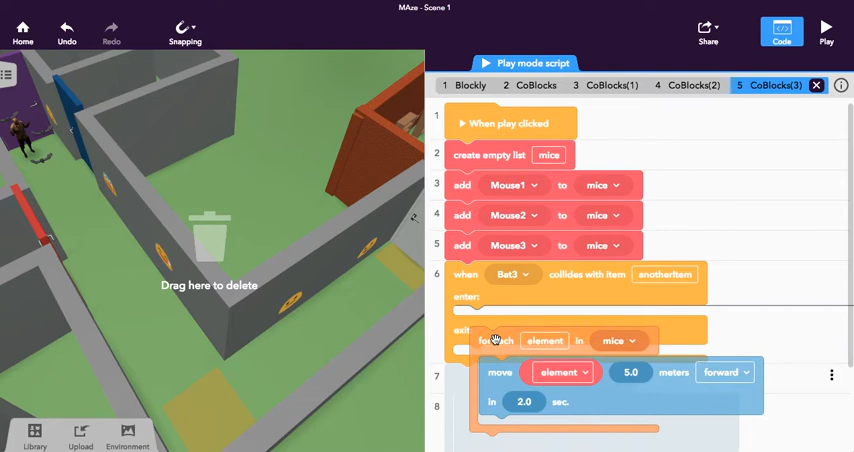 MAze - Scene 1
Home Undo Redo Snapping Share Code Play
Play mode script
1 Blockly 2 CoBlocks 3 CoBlocks(1) 4 CoBlocks(2) 5 CoBlocks(3)
1 When play clicked
2 create empty list mice
3 add Mouse1 to mice
4 add Mouse2 to mice
5 add Mouse3 to mice
6 when Bat3 collides with item anotherItem
enter:
exit
for each element in mice
7 move element 5.0 meters forward
8 in 2.0 sec.
Drag here to delete
Library Upload Environment